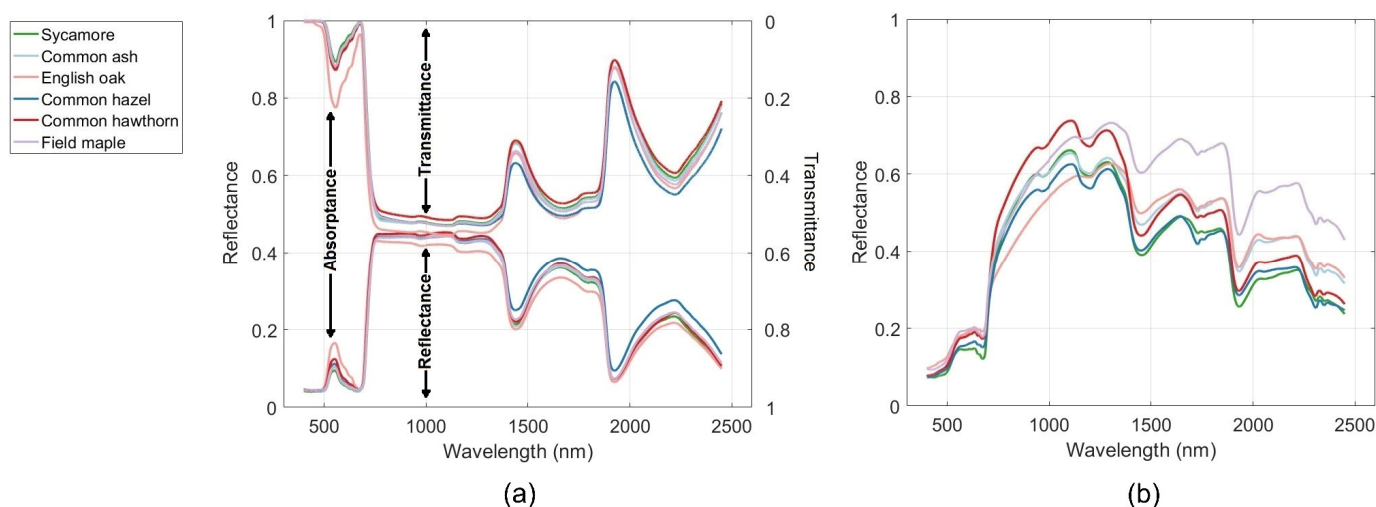 Sycamore
Common ash
English oak
Common hazel
Common hawthorn
Field maple
1
0.8
0.6
0.4
0.2
0
Reflectance
0
0.2
0.4
0.6
0.8
1
Transmittance
Absorptance
Transmittance
Reflectance
500
1000
1500
2000
2500
Wavelength (nm)
(a)
1
0.8
0.6
0.4
0.2
0
Reflectance
500
1000
1500
2000
2500
Wavelength (nm)
(b)